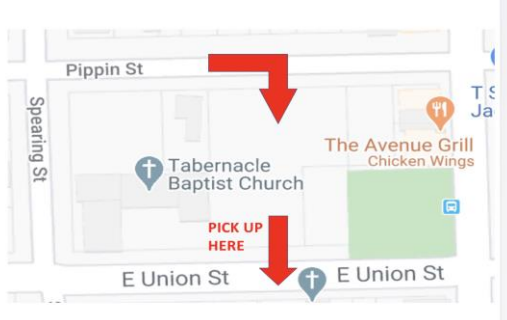 Pippin St
Spearing St
T S
Ja
The Avenue Grill
Chicken Wings
Tabernacle
Baptist Church
PICK UP
HERE
E Union St
E Union St